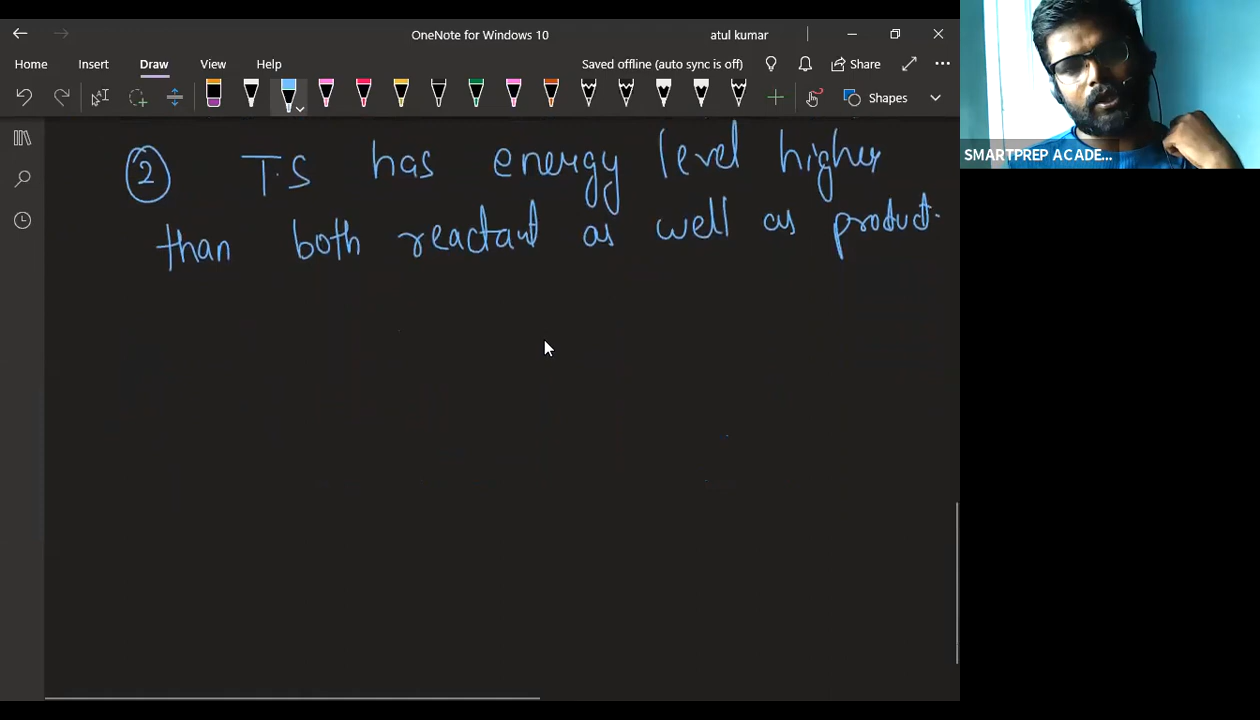 OneNote for Windows 10
atul kumar
Home Insert Draw View Help
Saved offline (auto sync is off)
Share
Shapes
SMARTPREP ACADE...
② T.S has energy level higher
than both reactant as well as product.